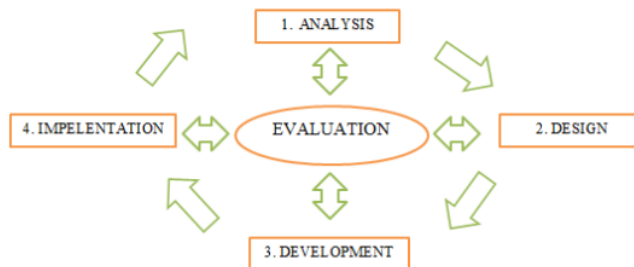 1. ANALYSIS
4. IMPELENTATION
EVALUATION
2. DESIGN
3. DEVELOPMENT